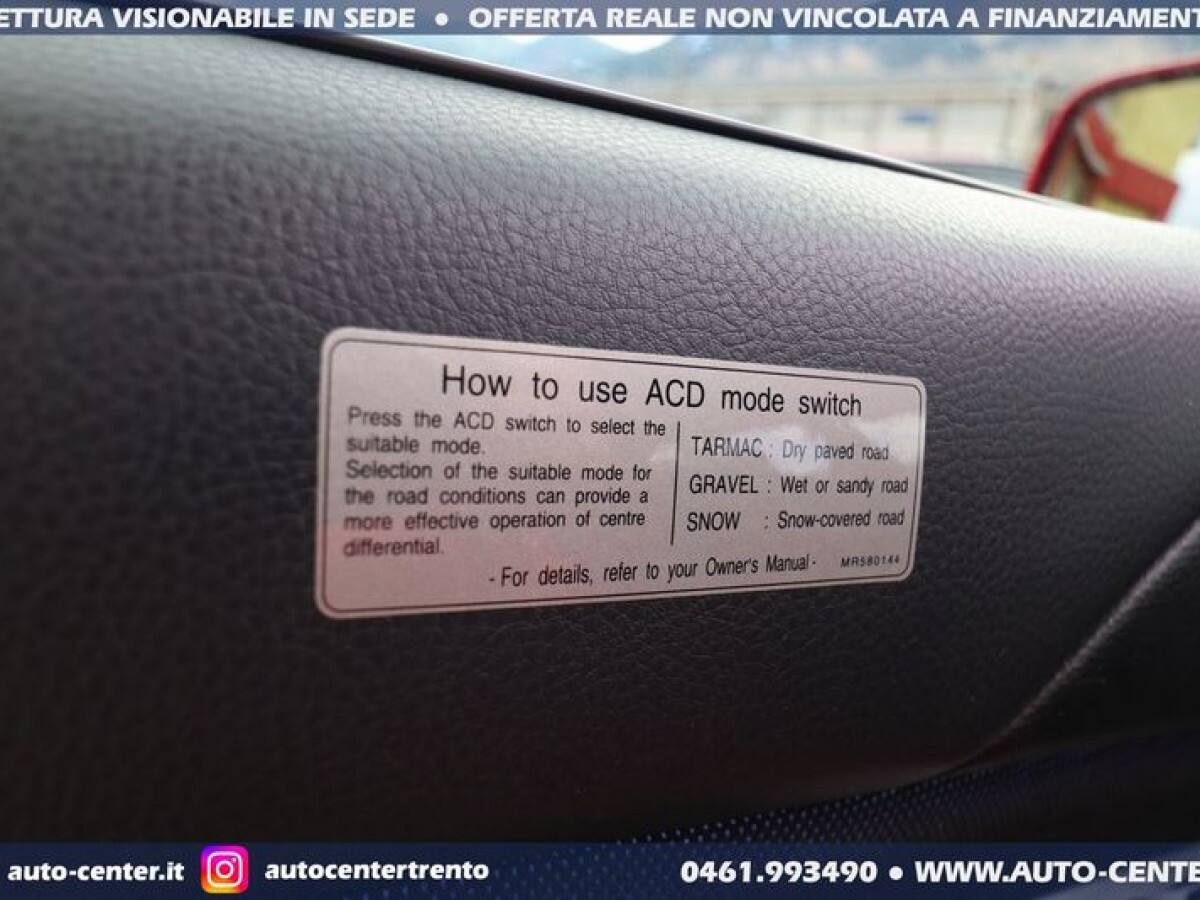 ETTURA VISIONABILE IN SEDE ● OFFERTA REALE NON VINCOLATA A FINANZIAMENT
How to use ACD mode switch
Press the ACD switch to select the
suitable mode.
Selection of the suitable mode for
the road conditions can provide a
more effective operation of centre
differential.
TARMAC : Dry paved road
GRAVEL : Wet or sandy road
SNOW : Snow-covered road
- For details, refer to your Owner's Manual -
MR580144
auto-center.it autocentertrento 0461.993490 ● WWW.AUTO-CENTE